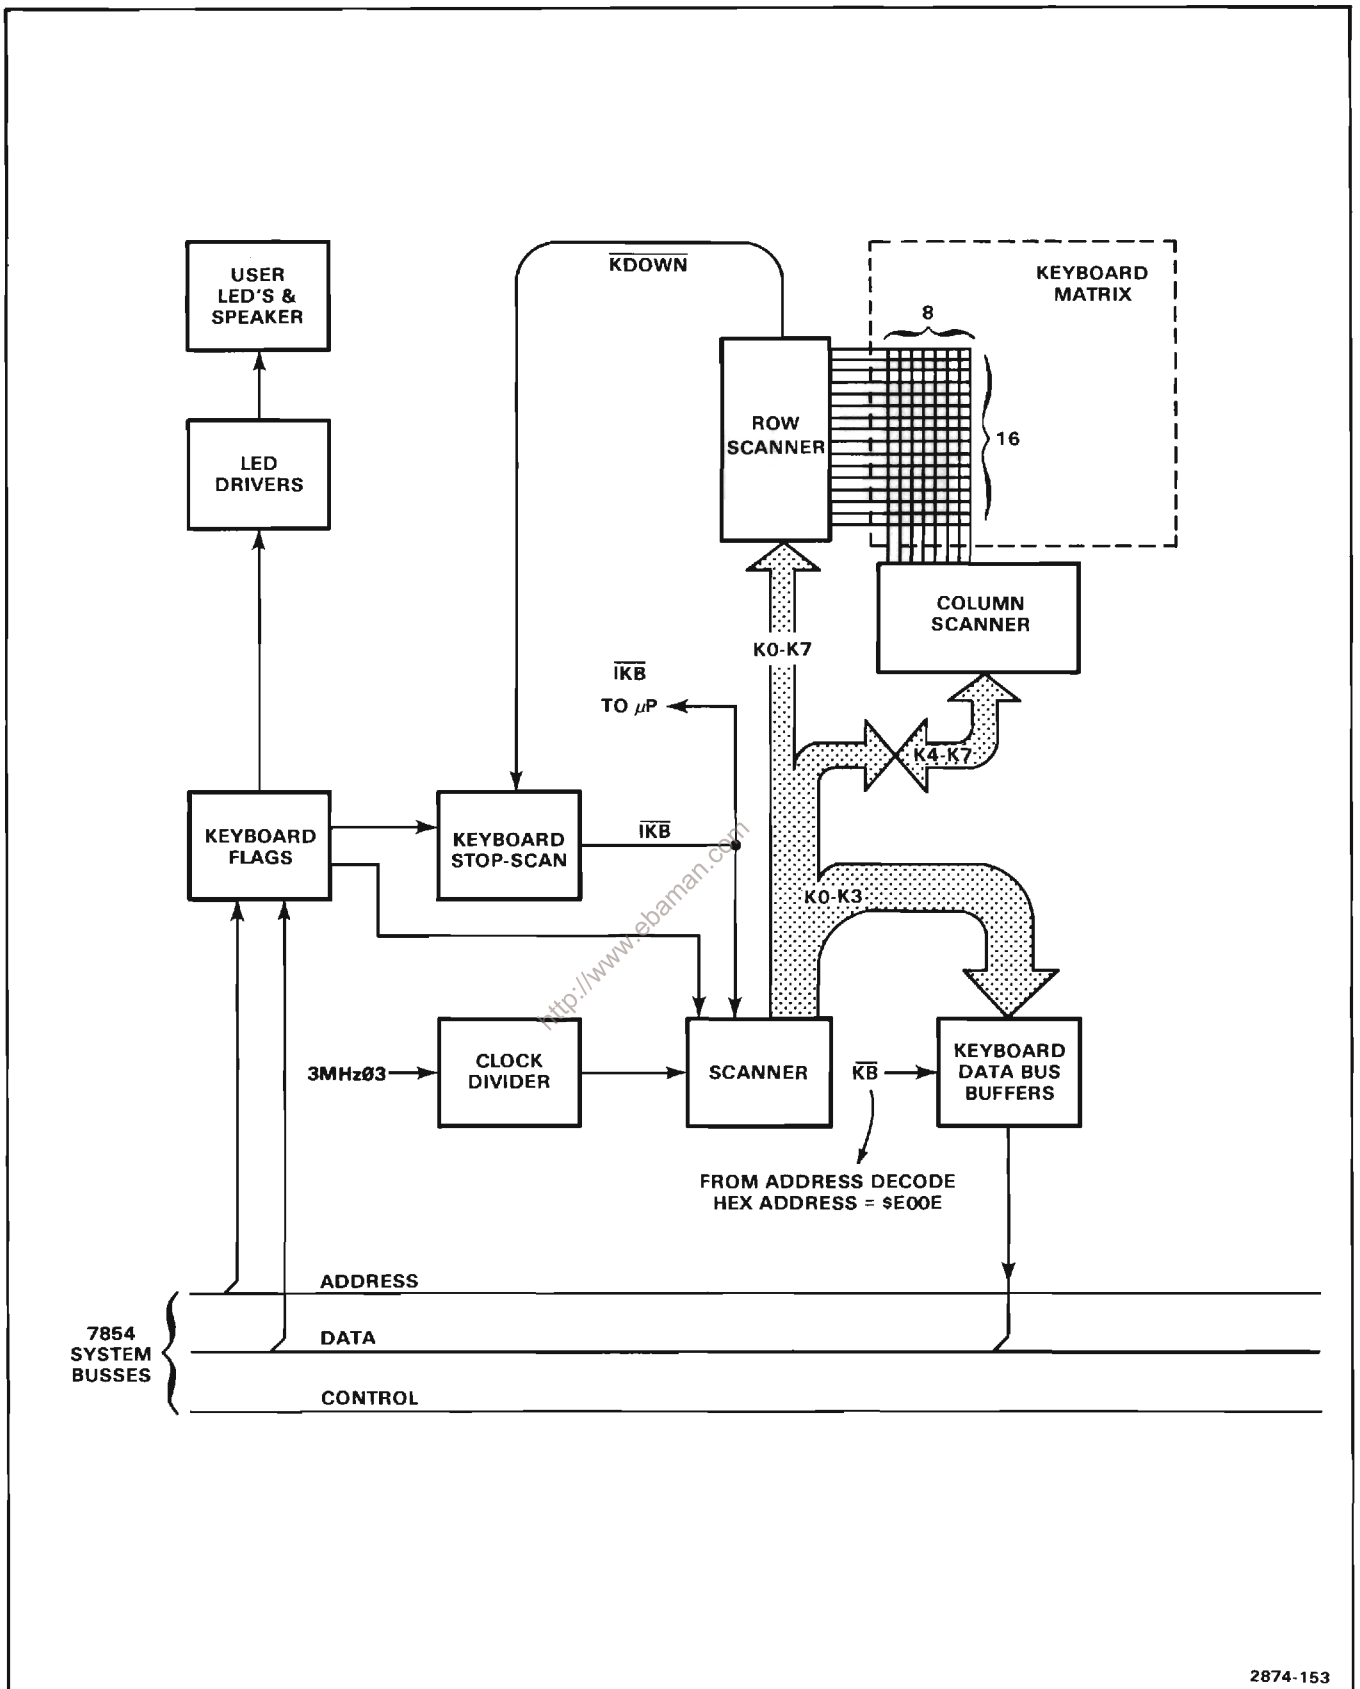 USER
LED'S &
SPEAKER
KDOWN
KEYBOARD
MATRIX
8
ROW
SCANNER
16
LED
DRIVERS
COLUMN
SCANNER
K0-K7
IKB
TO µP
K4-K7
KEYBOARD
FLAGS
KEYBOARD
STOP-SCAN
IKB
K0-K3
http://www.ebaman.com
3MHzØ3
CLOCK
DIVIDER
SCANNER
KB
KEYBOARD
DATA BUS
BUFFERS
FROM ADDRESS DECODE
HEX ADDRESS = $E00E
ADDRESS
7854
SYSTEM
BUSSES
DATA
CONTROL
2874-153